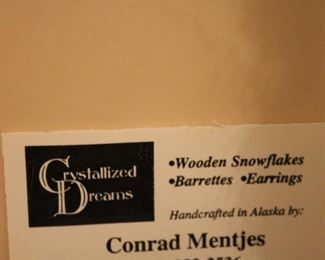 Crystallized
Dreams
•Wooden Snowflakes
•Barrettes •Earrings
Handcrafted in Alaska by:
Conrad Mentjes